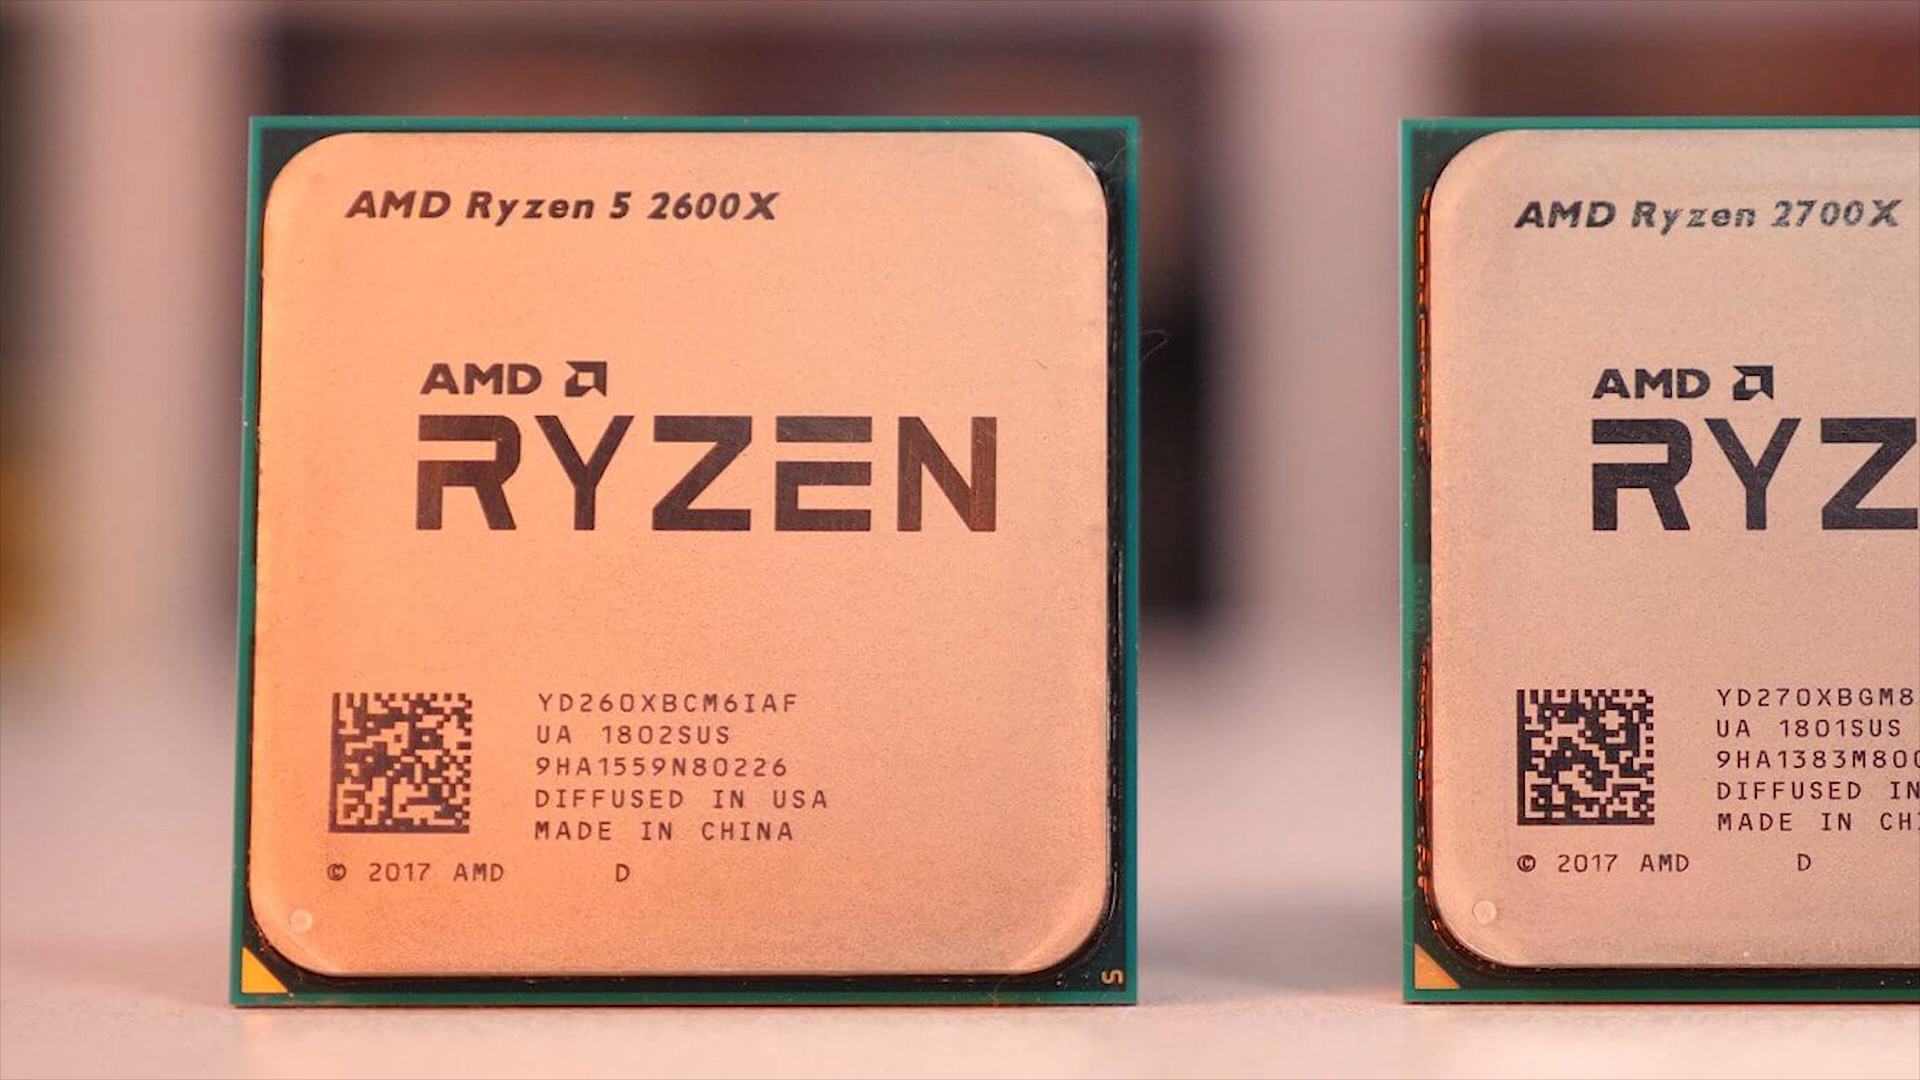 AMD Ryzen 5 2600X
AMD
RYZEN
YD260XBCM6IAF
UA 1802SUS
9HA1559N80226
DIFFUSED IN USA
MADE IN CHINA
© 2017 AMD D
S
AMD Ryzen 2700X
AMD
RYZ
YD270XBGM8
UA 1801SUS
9HA1383M80
DIFFUSED IN
MADE IN CH
© 2017 AMD D